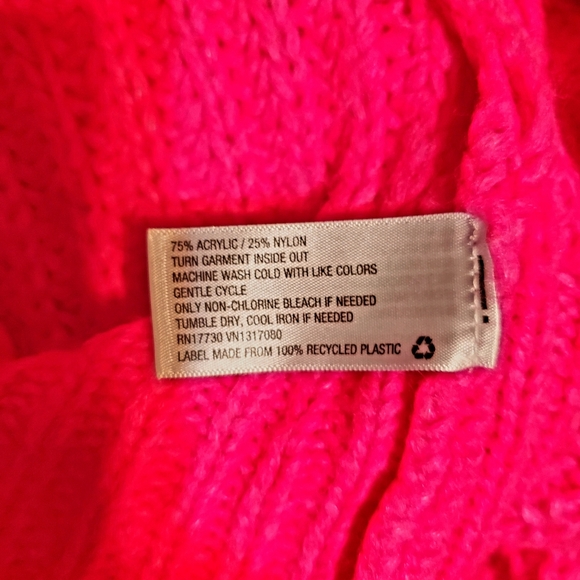 75% ACRYLIC / 25% NYLON
TURN GARMENT INSIDE OUT
MACHINE WASH COLD WITH LIKE COLORS
GENTLE CYCLE
ONLY NON-CHLORINE BLEACH IF NEEDED
TUMBLE DRY, COOL IRON IF NEEDED
RN17730 VN1317080
LABEL MADE FROM 100% RECYCLED PLASTIC